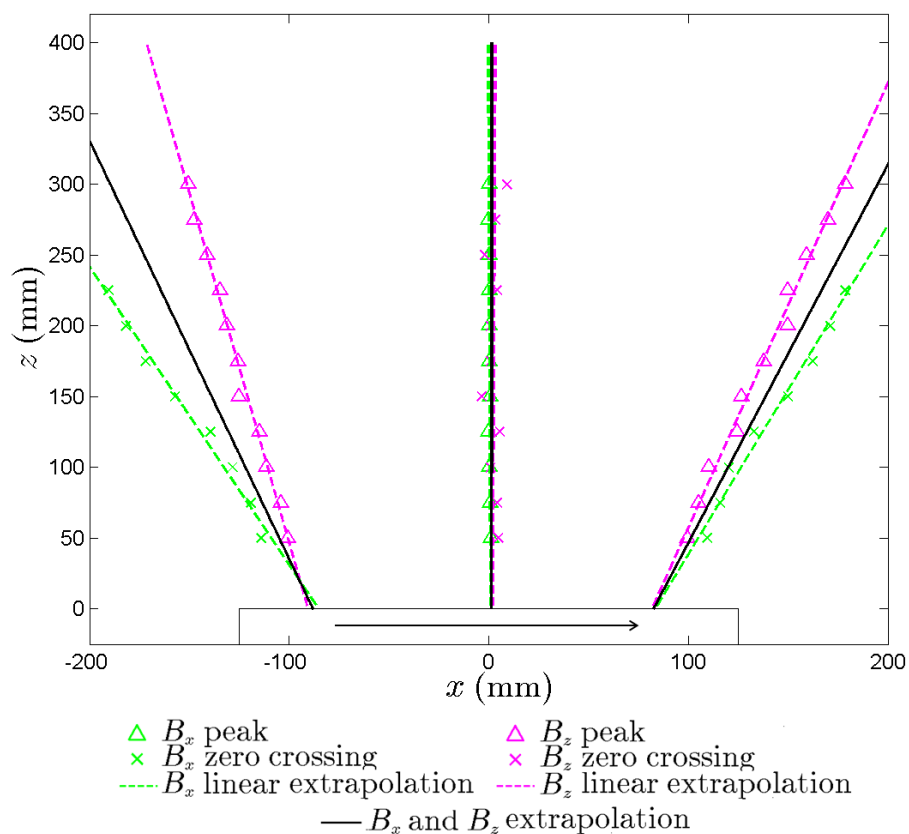 400
350
300
250
200
150
100
50
0
z (mm)
-200 -100 0 100 200
x (mm)
△ B_x peak △ B_z peak
× B_x zero crossing × B_z zero crossing
B_x linear extrapolation B_z linear extrapolation
B_x and B_z extrapolation